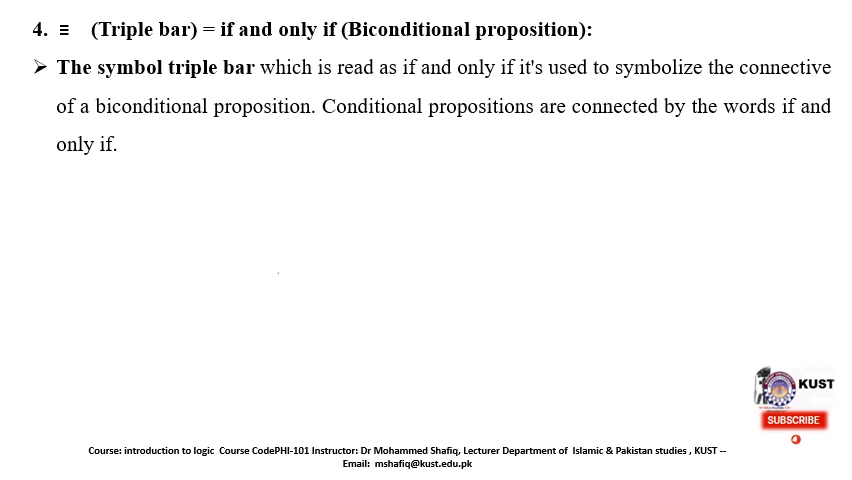 4. ≡ (Triple bar) = if and only if (Biconditional proposition):
➢ The symbol triple bar which is read as if and only if it's used to symbolize the connective
of a biconditional proposition. Conditional propositions are connected by the words if and
only if.
KUST
SUBSCRIBE
Course: introduction to logic Course CodePHI-101 Instructor: Dr Mohammed Shafiq, Lecturer Department of Islamic & Pakistan studies , KUST --
Email: mshafiq@kust.edu.pk